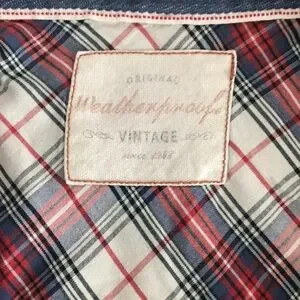 ORIGINAL
Weatherproof.
VINTAGE
SINCE 1948